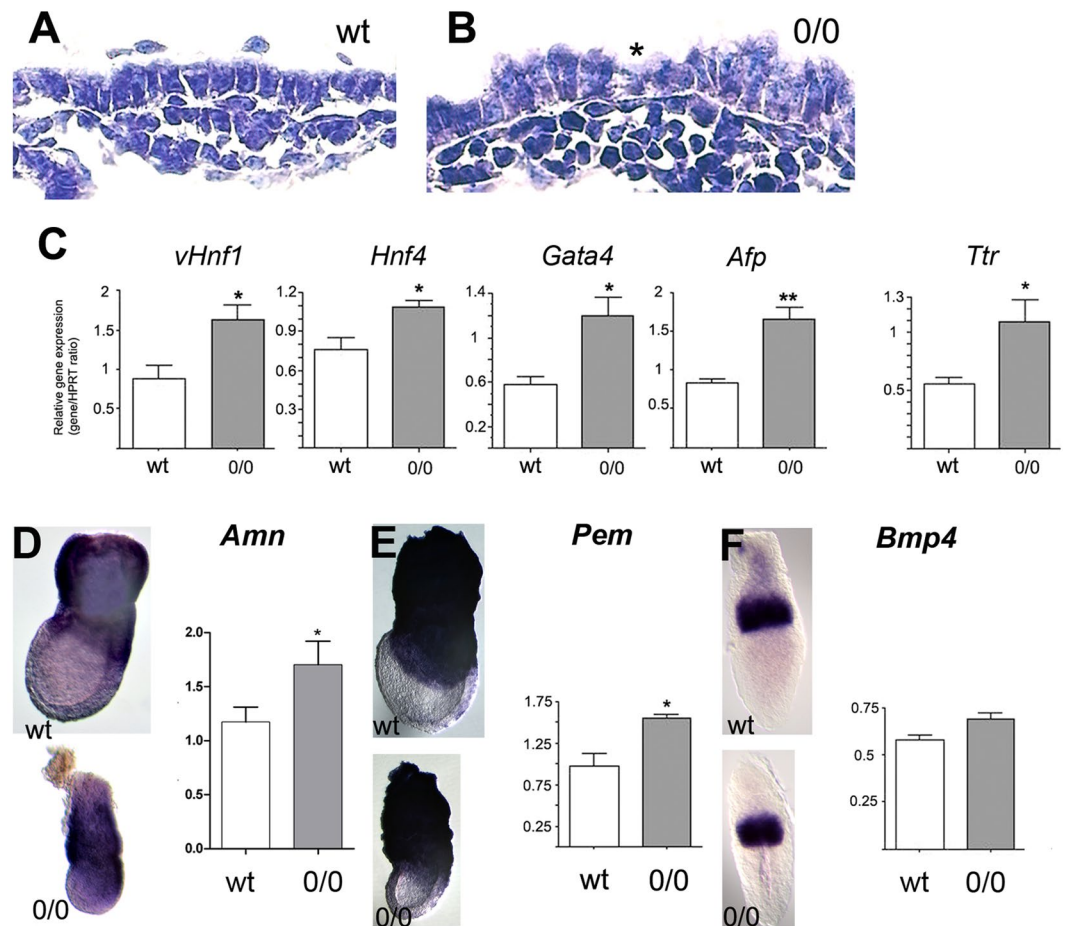 A
wt
B
*
0/0
C
vHnf1
Hnf4
Gata4
Afp
Ttr
Relative gene expression
(gene/HPRT ratio)
2
1.5
1
0.5
*
wt
0/0
1.2
0.9
0.6
0.3
*
wt
0/0
1.4
1
0.6
0.2
*
wt
0/0
2
1.5
1
0.5
**
wt
0/0
1.3
1
0.5
*
wt
0/0
D
wt
0/0
Amn
2.0
1.5
1.0
0.5
0.0
*
wt
0/0
E
wt
0/0
Pem
1.75
1.25
0.75
0.25
*
wt
0/0
F
wt
0/0
Bmp4
0.75
0.5
0.25
wt
0/0